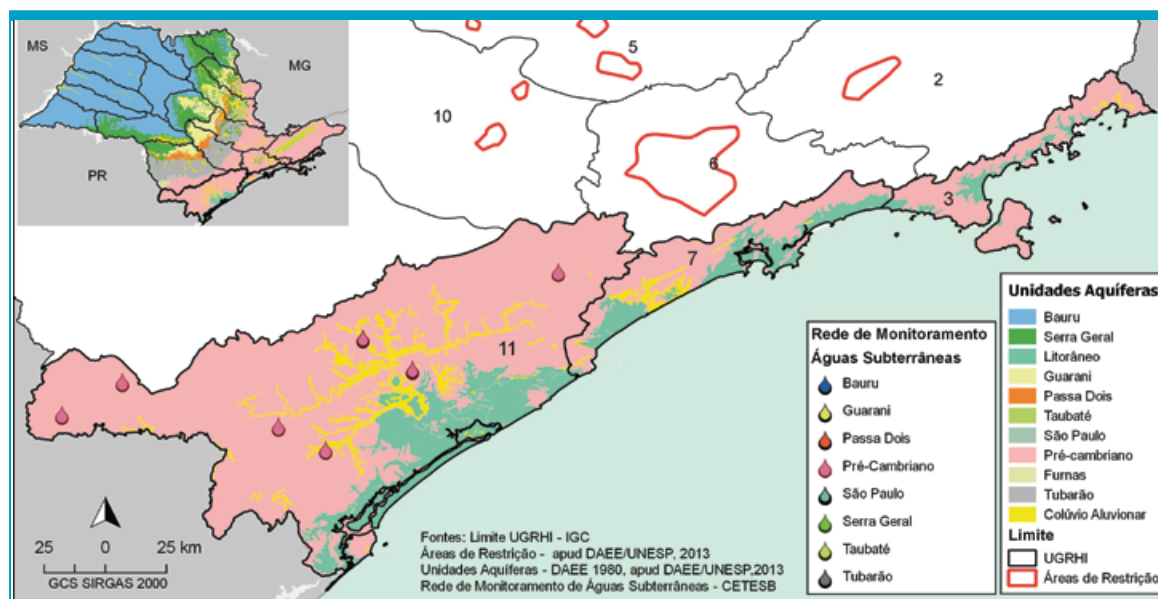 MS
MG
PR
5
2
10
6
3
7
11
25 0 25 km
GCS SIRGAS 2000
Fontes: Limite UGRHI - IGC
Áreas de Restrição - apud DAEE/UNESP, 2013
Unidades Aquíferas - DAEE 1980, apud DAEE/UNESP,2013
Rede de Monitoramento de Águas Subterrâneas - CETESB
Rede de Monitoramento
Águas Subterrâneas
Bauru
Guarani
Passa Dois
Pré-Cambriano
São Paulo
Serra Geral
Taubaté
Tubarão
Unidades Aquíferas
Bauru
Serra Geral
Litorâneo
Guarani
Passa Dois
Taubaté
São Paulo
Pré-cambriano
Furnas
Tubarão
Colúvio Aluvionar
Limite
UGRHI
Áreas de Restrição